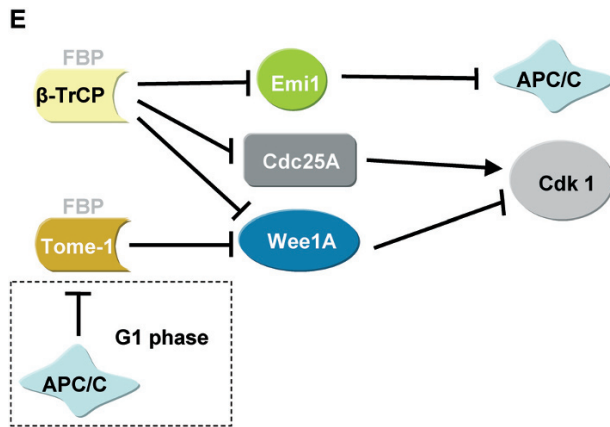 E
FBP
β-TrCP
Emi1
APC/C
Cdc25A
Cdk 1
FBP
Tome-1
Wee1A
G1 phase
APC/C